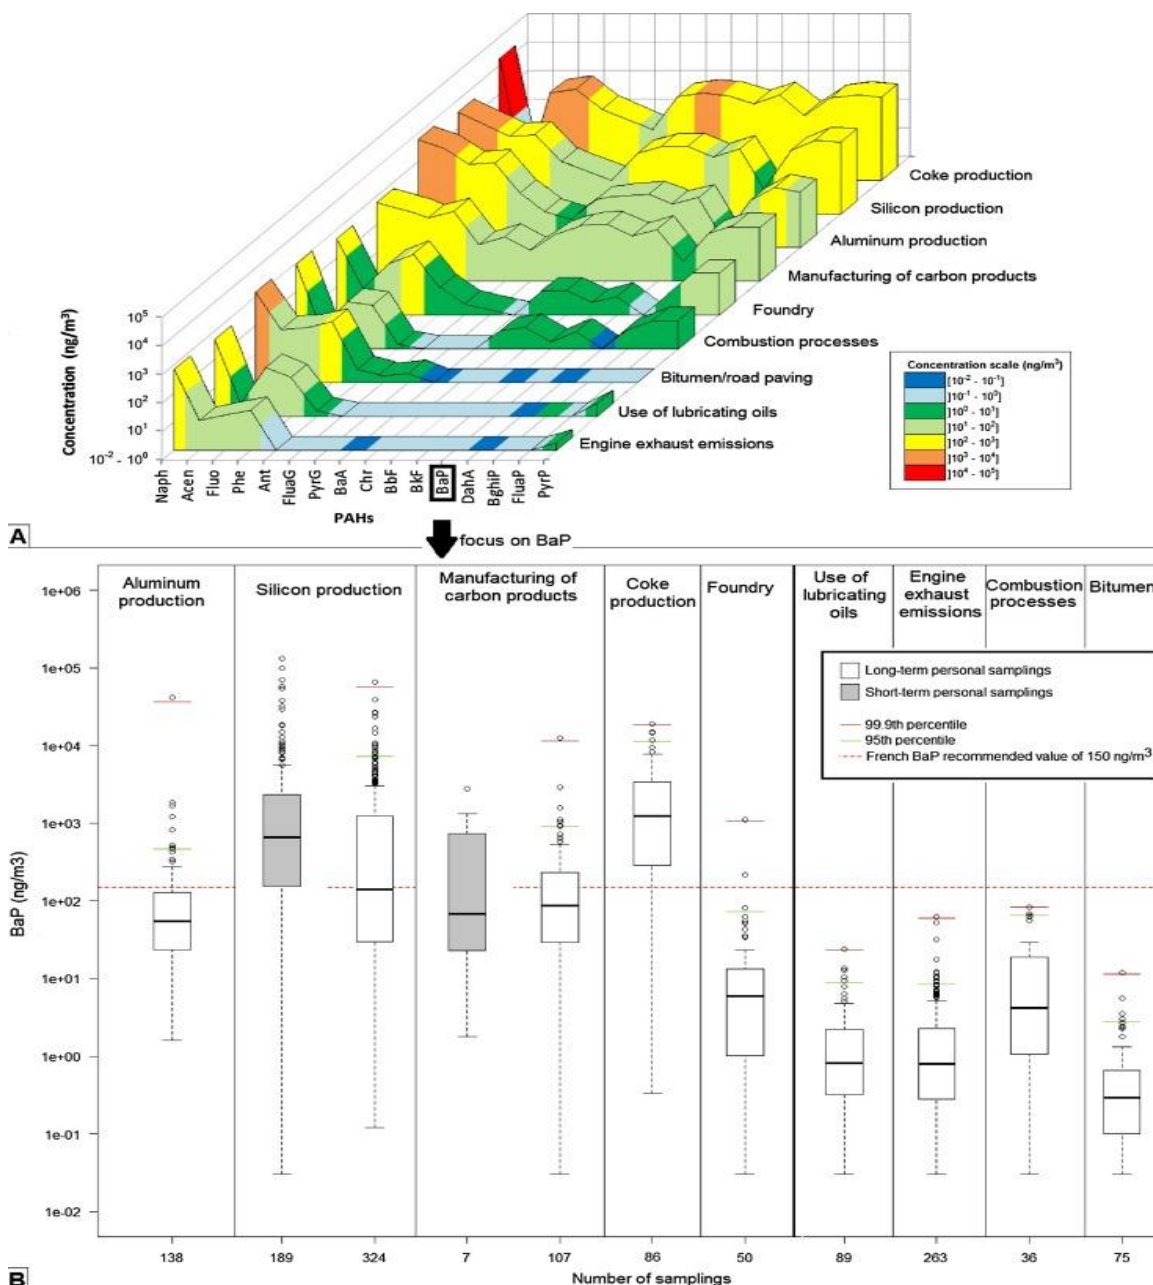 Coke production
Silicon production
Aluminum production
Manufacturing of carbon products
Foundry
Combustion processes
Bitumen/road paving
Use of lubricating oils
Engine exhaust emissions
Concentration (ng/m³)
10⁵
10⁴
10³
10²
10¹
10⁻² - 10⁰
Naph
Acen
Fluo
Phe
Ant
FluaG
PyrG
BaA
Chr
BbF
BkF
BaP
DahA
BghiP
FluaP
PyrP
PAHs
Concentration scale (ng/m³)
]10⁻² - 10⁻¹]
]10⁻¹ - 10⁰]
]10⁰ - 10¹]
]10¹ - 10²]
]10² - 10³]
]10³ - 10⁴]
]10⁴ - 10⁵]
A
focus on BaP
Aluminum
production
Silicon production
Manufacturing of
carbon products
Coke
production
Foundry
Use of
lubricating
oils
Engine
exhaust
emissions
Combustion
processes
Bitumen
Long-term personal samplings
Short-term personal samplings
99.9th percentile
95th percentile
French BaP recommended value of 150 ng/m³
BaP (ng/m3)
1e+06
1e+05
1e+04
1e+03
1e+02
1e+01
1e+00
1e-01
1e-02
138 189 324 7 107 86 50 89 263 36 75
Number of samplings
B